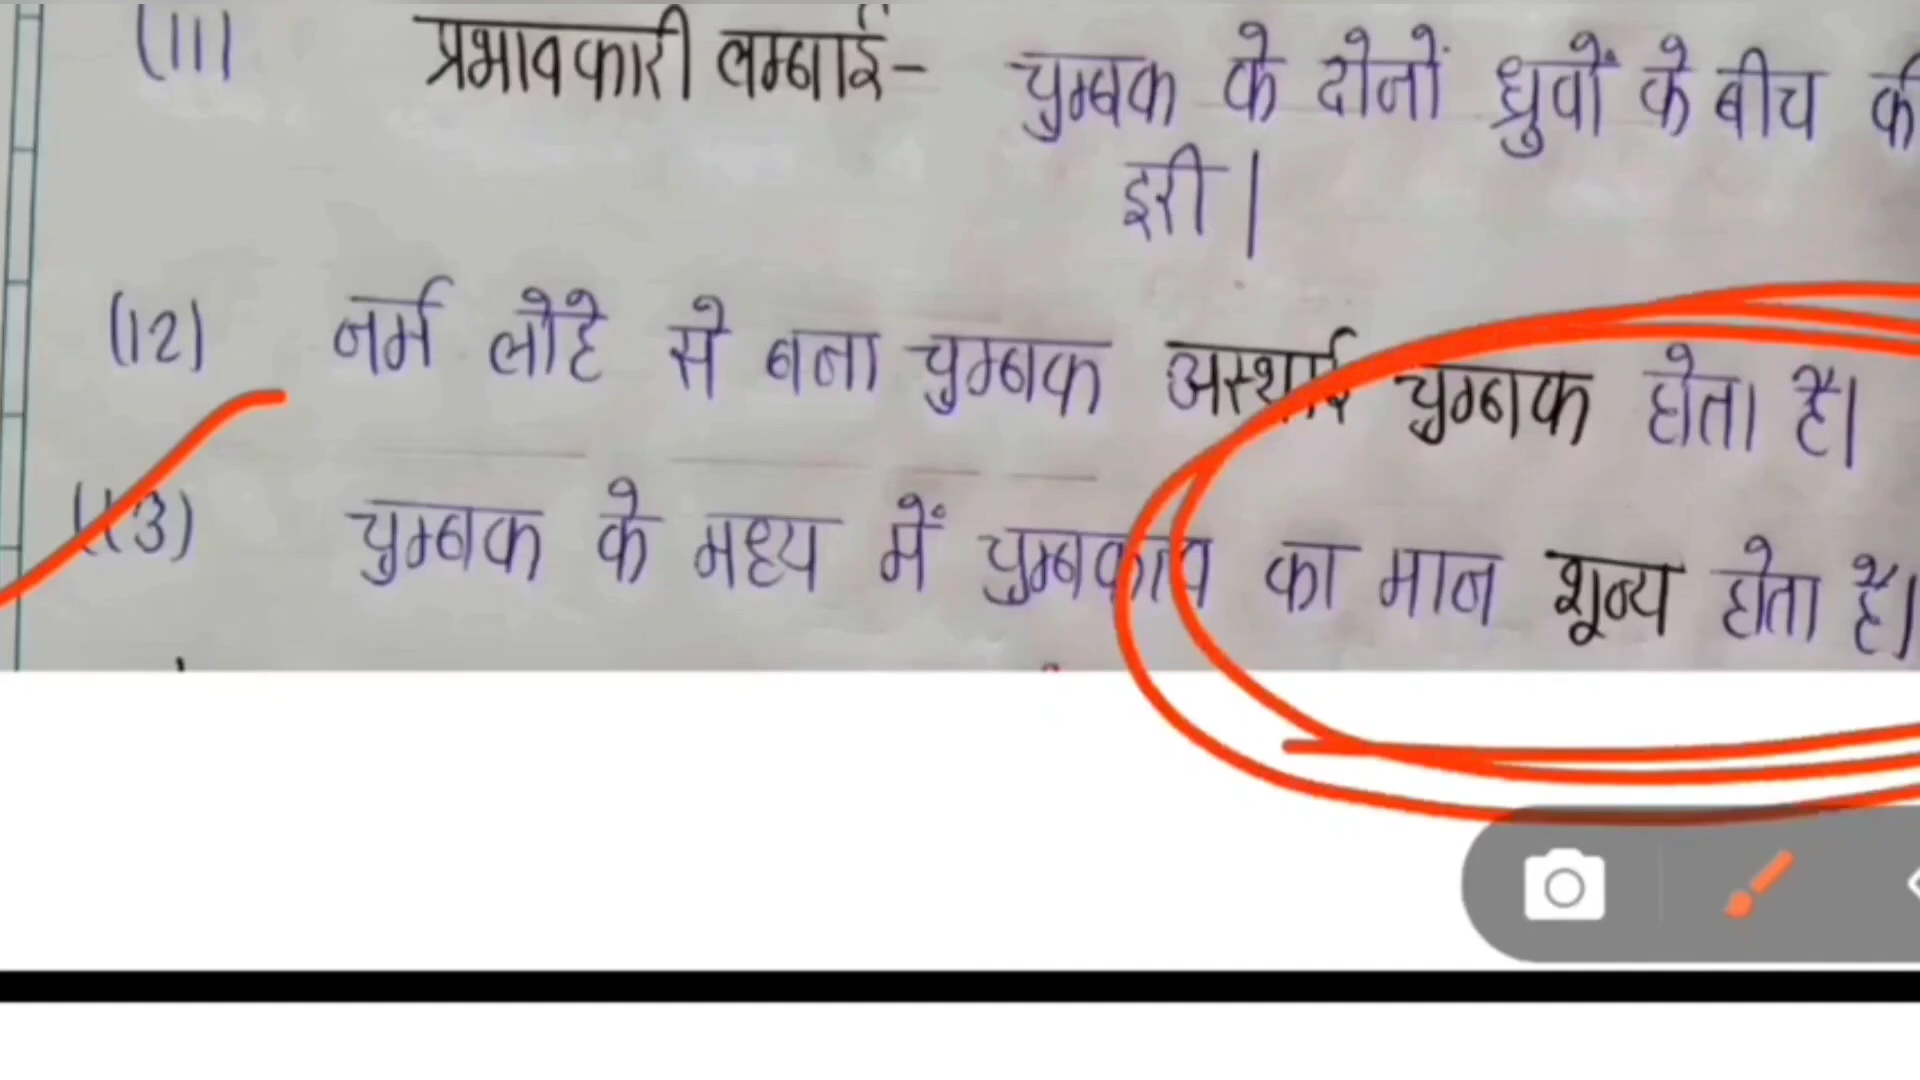 (11) प्रभावकारी लम्बाई- चुम्बक के दोनों ध्रुवों के बीच की
दूरी |
(12) नर्म लोहे से बना चुम्बक अस्थाई चुम्बक होता है।
(13) चुम्बक के मध्य में चुम्बकत्व का मान शून्य होता है।